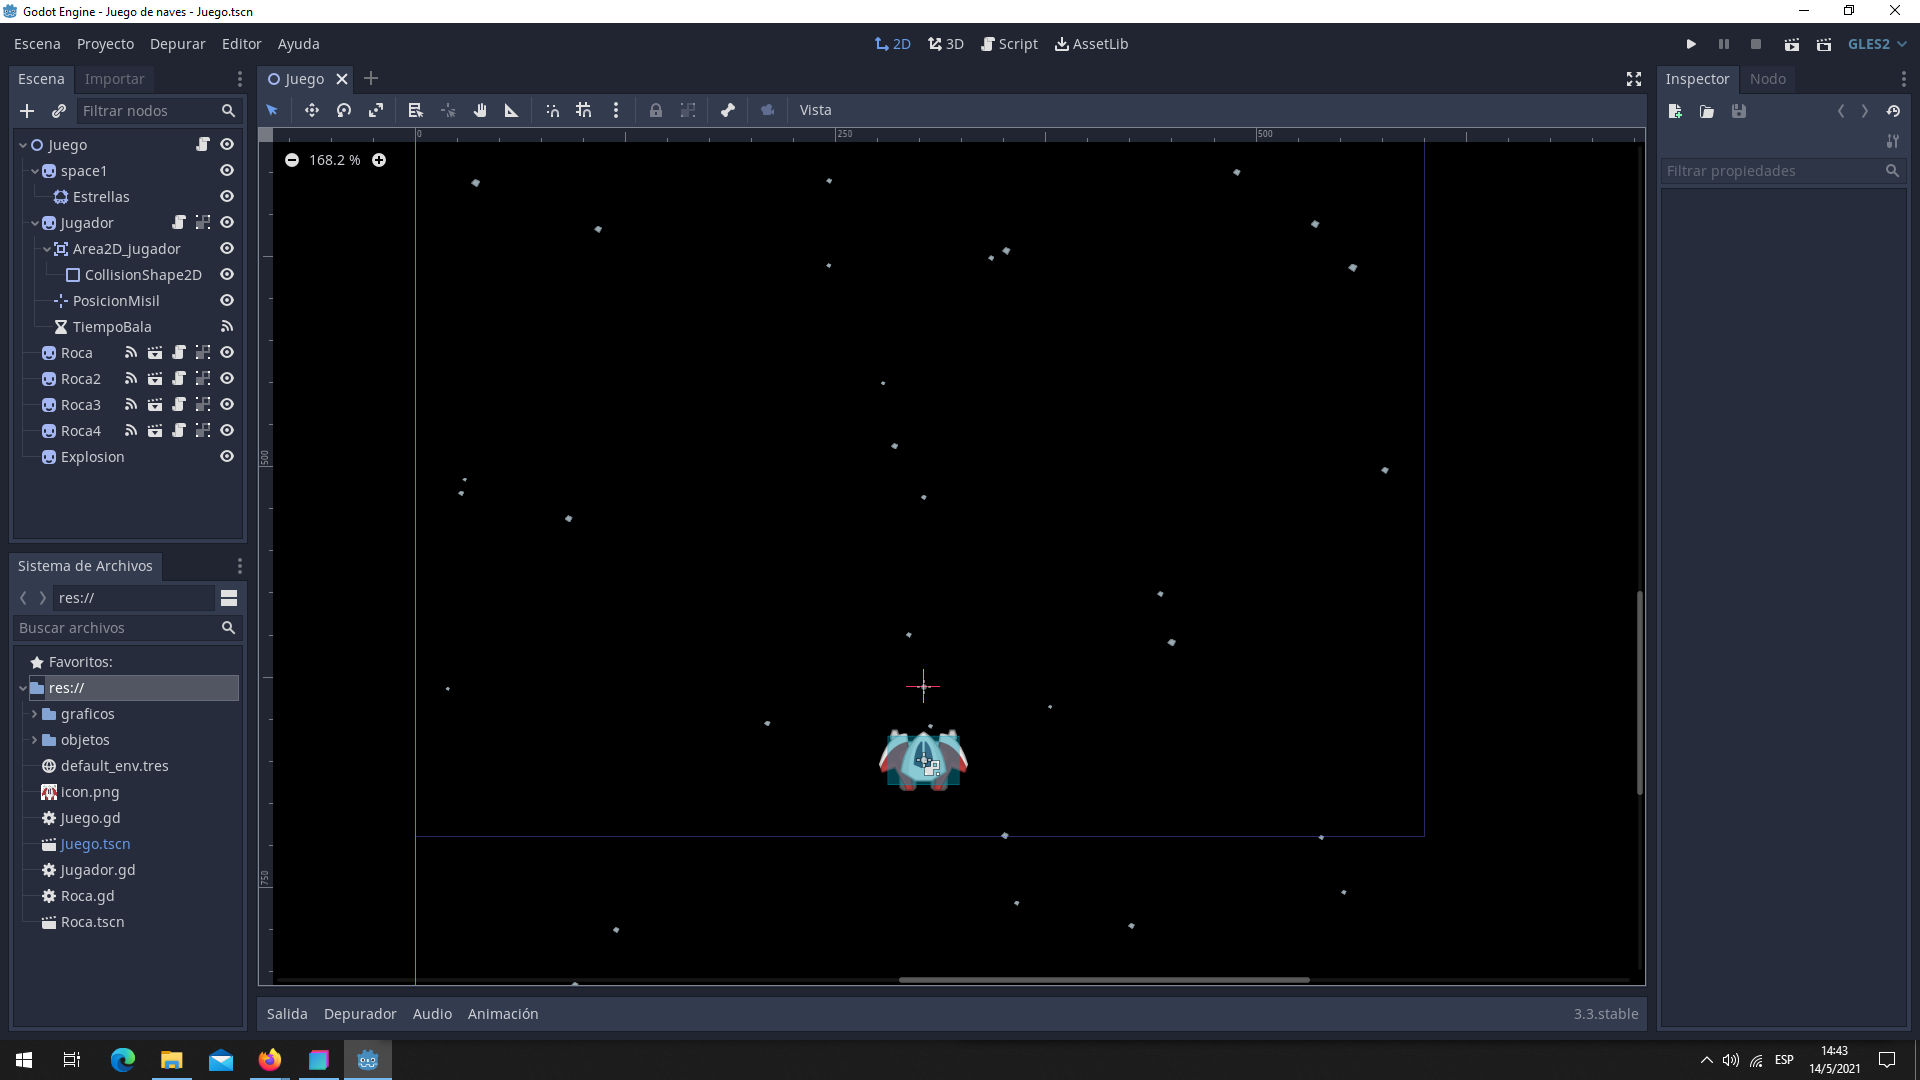 Godot Engine - Juego de naves - Juego.tscn
Escena Proyecto Depurar Editor Ayuda
2D 3D Script AssetLib
GLES2
Escena Importar
Filtrar nodos
Juego
space1
Estrellas
Jugador
Area2D_jugador
CollisionShape2D
PosicionMisil
TiempoBala
Roca
Roca2
Roca3
Roca4
Explosion
Sistema de Archivos
res://
Buscar archivos
Favoritos:
res://
graficos
objetos
default_env.tres
icon.png
Juego.gd
Juego.tscn
Jugador.gd
Roca.gd
Roca.tscn
Juego
Vista
0 250 500
168.2 %
500
750
Salida Depurador Audio Animación
3.3.stable
Inspector Nodo
Filtrar propiedades
ESP
14:43
14/5/2021